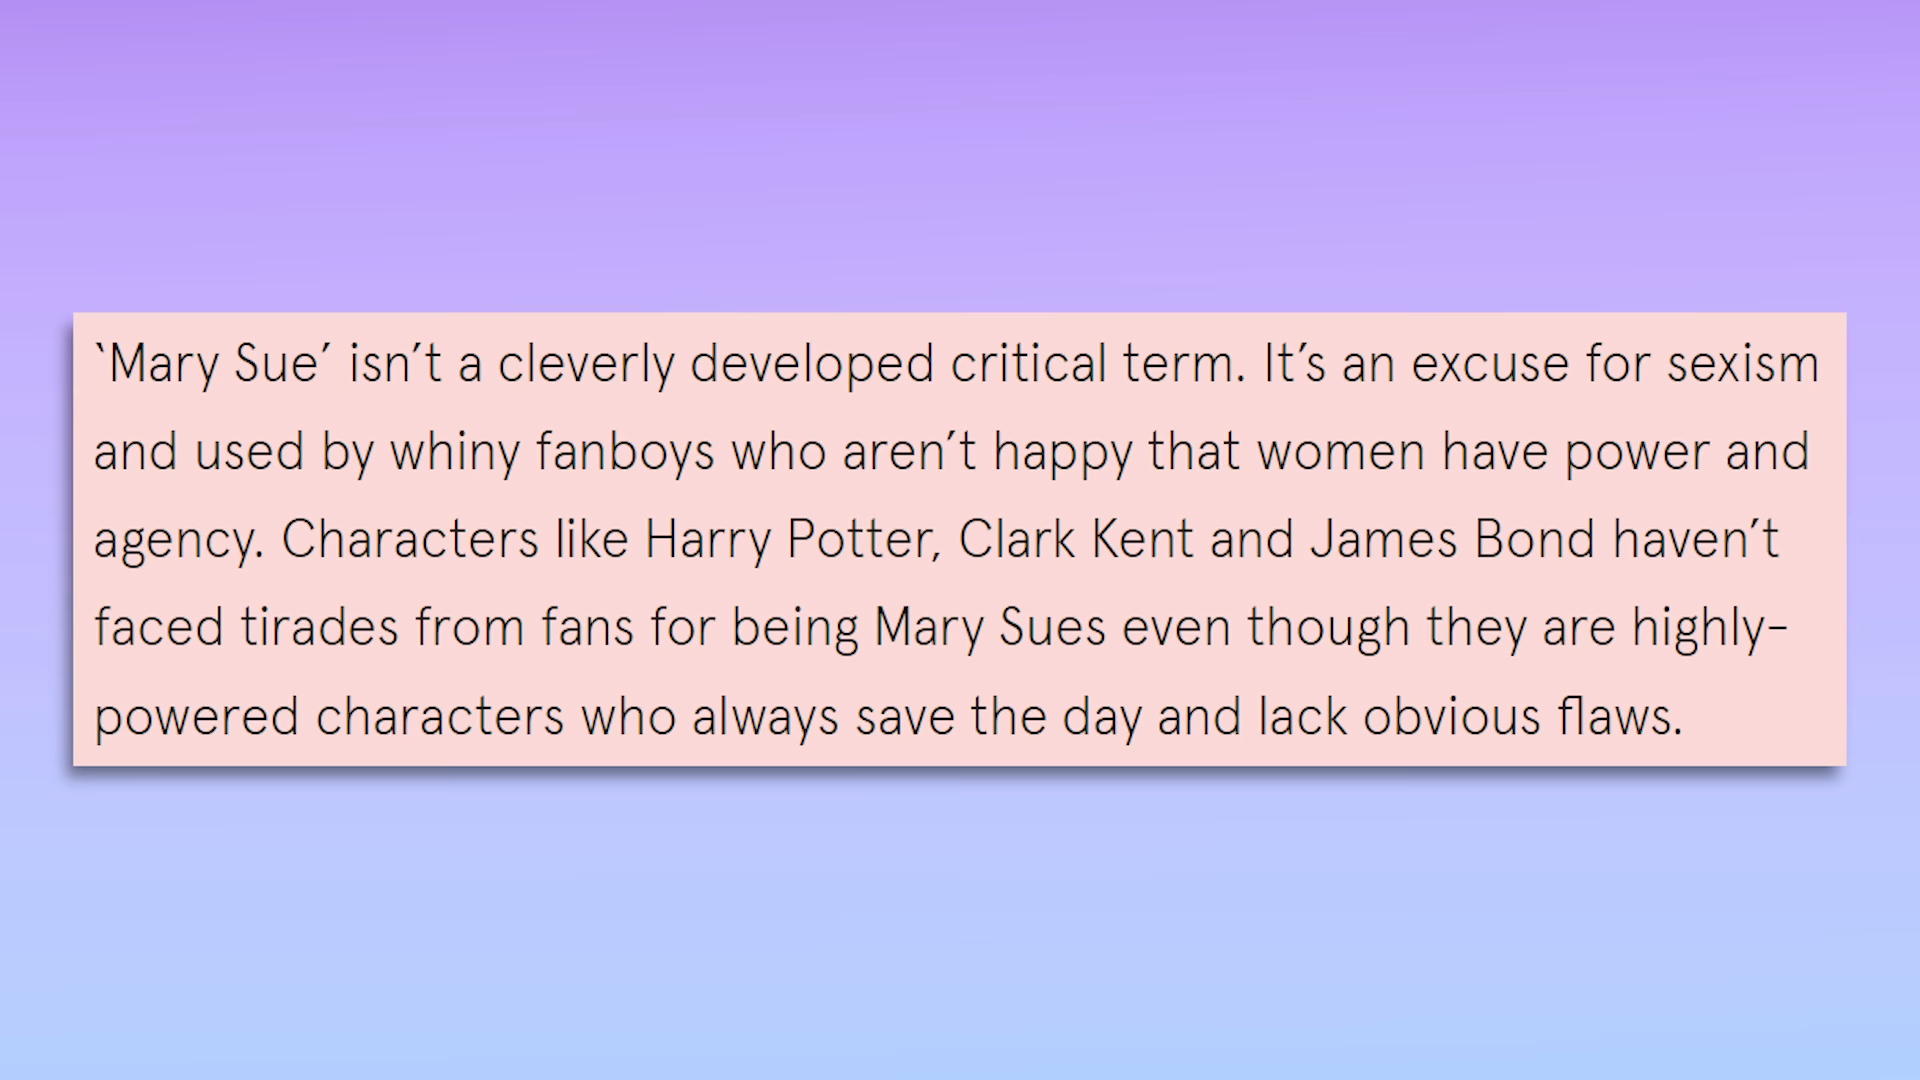 ‘Mary Sue’ isn’t a cleverly developed critical term. It’s an excuse for sexism
and used by whiny fanboys who aren’t happy that women have power and
agency. Characters like Harry Potter, Clark Kent and James Bond haven’t
faced tirades from fans for being Mary Sues even though they are highly-
powered characters who always save the day and lack obvious flaws.